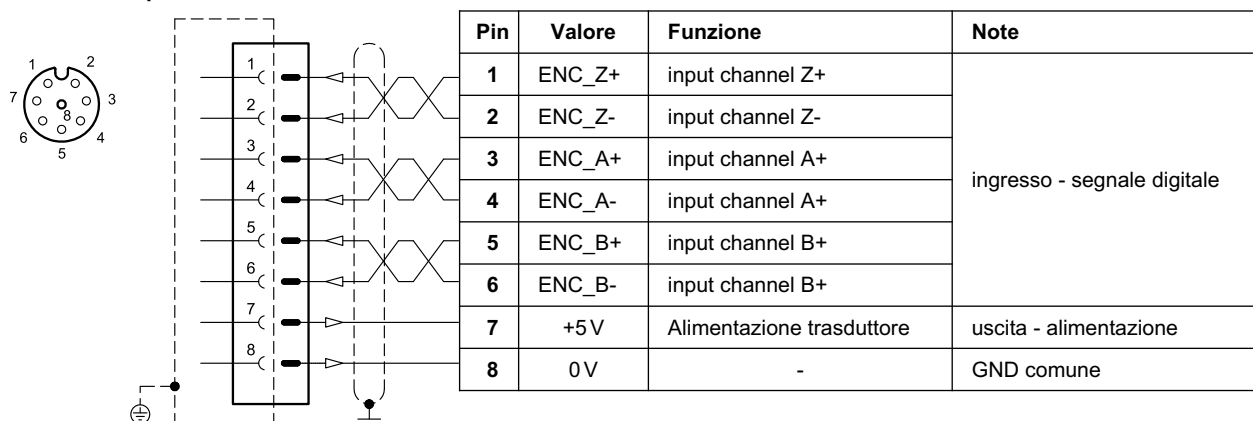 Pin Valore Funzione Note
1 2
7 8 3
6 4
5
1 1 ENC_Z+ input channel Z+
2 2 ENC_Z- input channel Z-
3 3 ENC_A+ input channel A+
ingresso - segnale digitale
4 4 ENC_A- input channel A+
5 5 ENC_B+ input channel B+
6 6 ENC_B- input channel B+
7 7 +5 V Alimentazione trasduttore uscita - alimentazione
8 8 0 V - GND comune